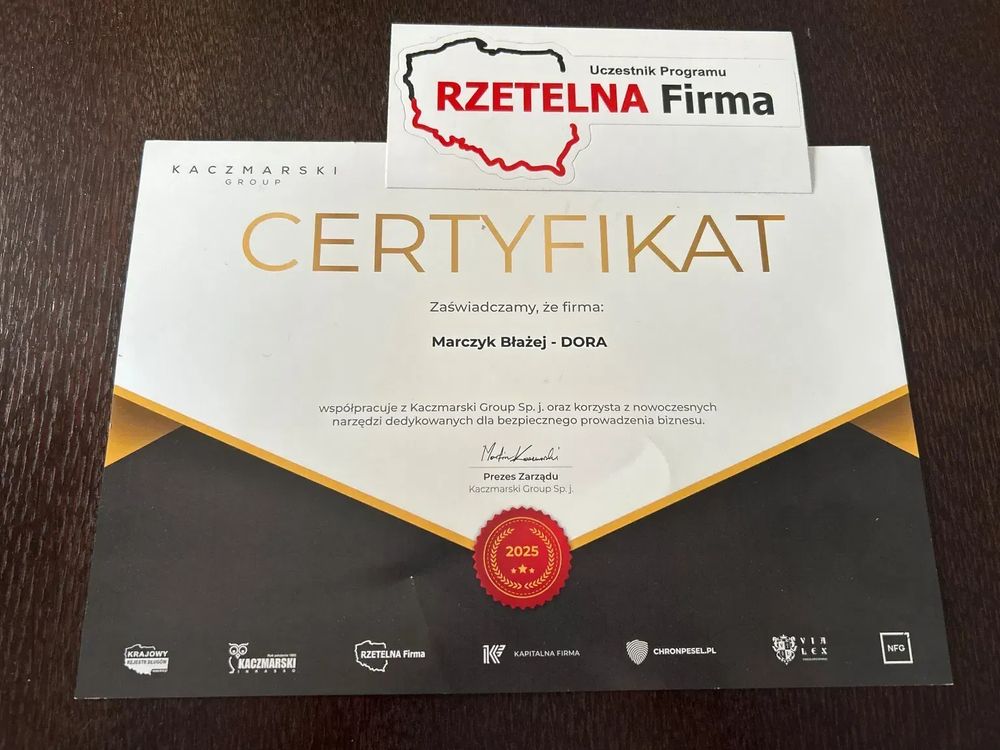 Uczestnik Programu
RZETELNA Firma
KACZMARSKI
GROUP
CERTYFIKAT
Zaświadczamy, że firma:
Marczyk Błażej - DORA
współpracuje z Kaczmarski Group Sp. j. oraz korzysta z nowoczesnych
narzędzi dedykowanych dla bezpiecznego prowadzenia biznesu.
Prezes Zarządu
Kaczmarski Group Sp. j.
2025
KRAJOWY
REJESTR DŁUGÓW
KACZMARSKI
INKASSO
RZETELNA Firma
KAPITALNA FIRMA
CHRONPESEL.PL
VIA
LEX
NFG